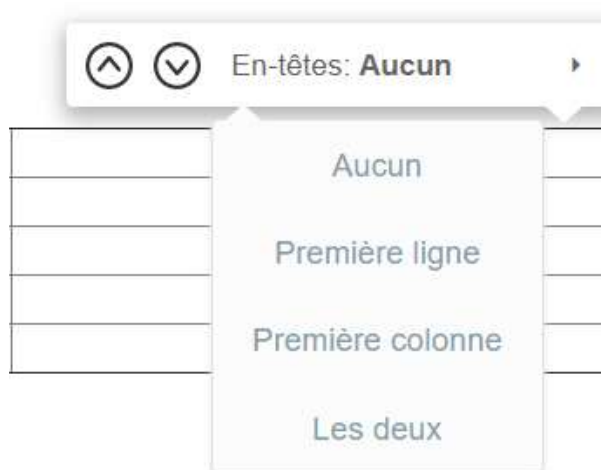 En-têtes: Aucun
Aucun
Première ligne
Première colonne
Les deux